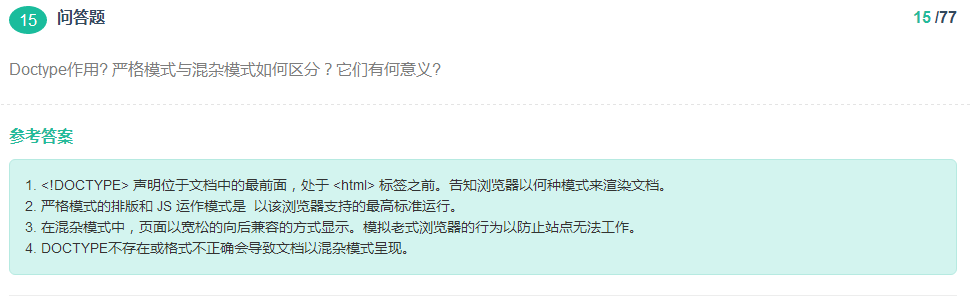 15 问答题 15 /77
Doctype作用? 严格模式与混杂模式如何区分？它们有何意义?
参考答案
1. <!DOCTYPE> 声明位于文档中的最前面，处于 <html> 标签之前。告知浏览器以何种模式来渲染文档。
2. 严格模式的排版和 JS 运作模式是 以该浏览器支持的最高标准运行。
3. 在混杂模式中，页面以宽松的向后兼容的方式显示。模拟老式浏览器的行为以防止站点无法工作。
4. DOCTYPE不存在或格式不正确会导致文档以混杂模式呈现。